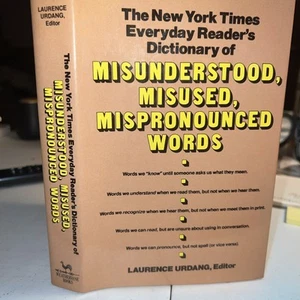 LAURENCE
URDANG,
Editor
The New York Times Everyday Reader's Dictionary of
MISUNDERSTOOD, MISUSED,
MISPRONOUNCED WORDS
The New York Times
Everyday Reader's
Dictionary of
MISUNDERSTOOD,
MISUSED,
MISPRONOUNCED
WORDS
Words we "know" until someone asks us what they mean.
Words we understand when we read them, but not when we hear them.
Words we recognize when we hear them, but not when we meet them in print.
Words we can read, but are unsure about using in conversation.
Words we can pronounce, but not spell (or vice versa).
LAURENCE URDANG, Editor